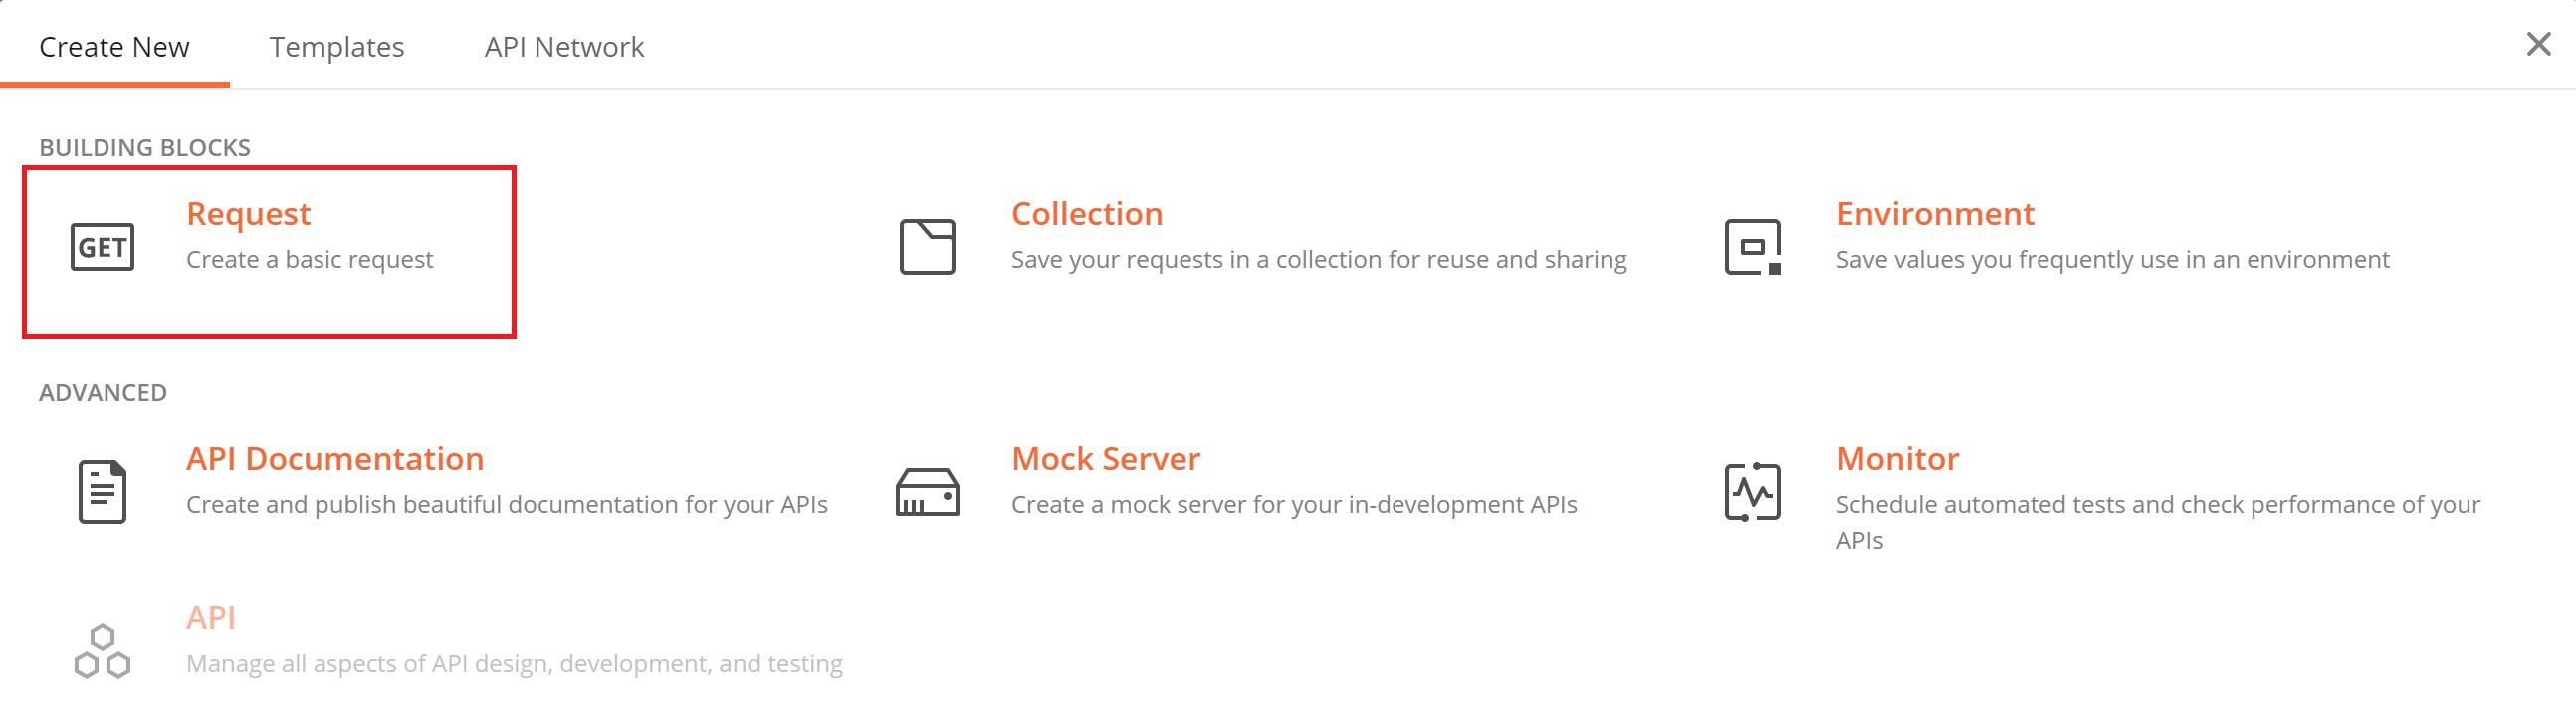 Create New
Templates
API Network
BUILDING BLOCKS
GET
Request
Create a basic request
Collection
Save your requests in a collection for reuse and sharing
Environment
Save values you frequently use in an environment
ADVANCED
API Documentation
Create and publish beautiful documentation for your APIs
Mock Server
Create a mock server for your in-development APIs
Monitor
Schedule automated tests and check performance of your
APIs
API
Manage all aspects of API design, development, and testing